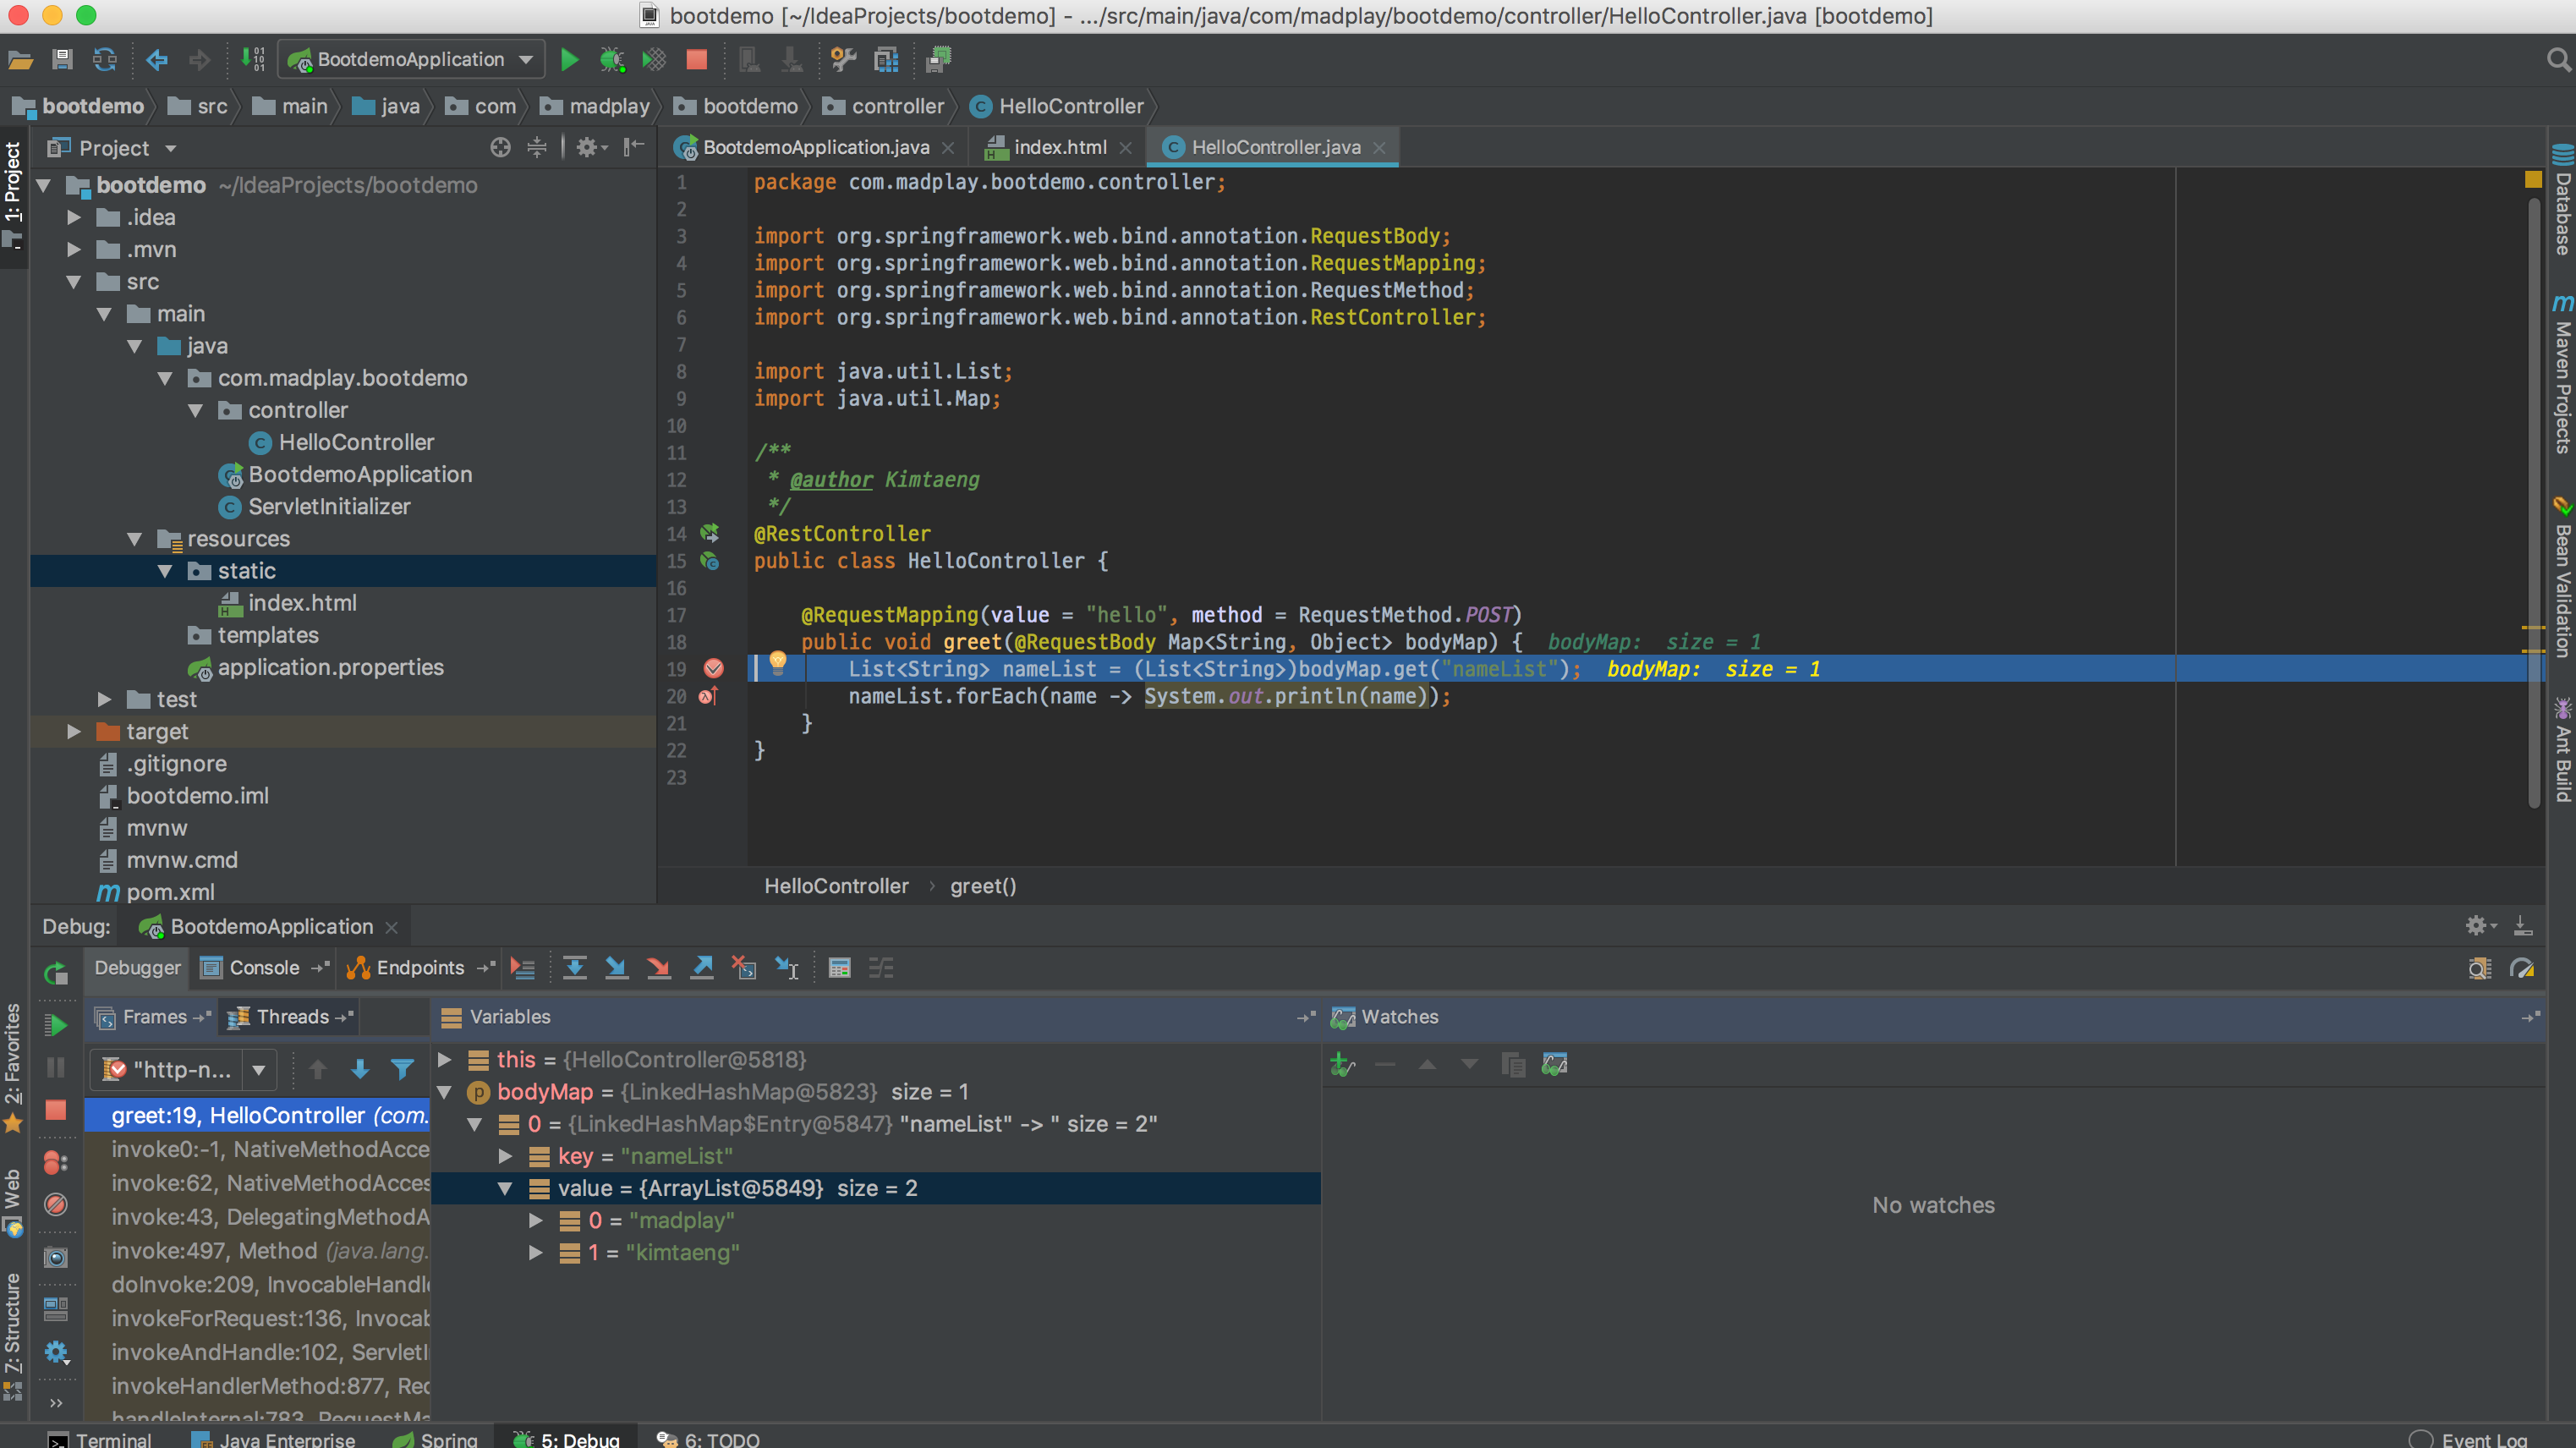 bootdemo [~/IdeaProjects/bootdemo] - .../src/main/java/com/madplay/bootdemo/controller/HelloController.java [bootdemo]
BootdemoApplication
bootdemo src main java com madplay bootdemo controller HelloController
1: Project
Project
bootdemo ~/IdeaProjects/bootdemo
.idea
.mvn
src
main
java
com.madplay.bootdemo
controller
HelloController
BootdemoApplication
ServletInitializer
resources
static
index.html
templates
application.properties
test
target
.gitignore
bootdemo.iml
mvnw
mvnw.cmd
pom.xml
BootdemoApplication.java index.html HelloController.java
1 package com.madplay.bootdemo.controller;
2
3 import org.springframework.web.bind.annotation.RequestBody;
4 import org.springframework.web.bind.annotation.RequestMapping;
5 import org.springframework.web.bind.annotation.RequestMethod;
6 import org.springframework.web.bind.annotation.RestController;
7
8 import java.util.List;
9 import java.util.Map;
10
11 /**
12 * @author Kimtaeng
13 */
14 @RestController
15 public class HelloController {
16
17 @RequestMapping(value = "hello", method = RequestMethod.POST)
18 public void greet(@RequestBody Map<String, Object> bodyMap) { bodyMap: size = 1
19 List<String> nameList = (List<String>)bodyMap.get("nameList"); bodyMap: size = 1
20 nameList.forEach(name -> System.out.println(name));
21 }
22 }
23
HelloController › greet()
Database
Maven Projects
Bean Validation
Ant Build
Debug: BootdemoApplication
Debugger Console Endpoints
Frames Threads
Variables
Watches
"http-n...
greet:19, HelloController (com.
invoke0:-1, NativeMethodAcce
invoke:62, NativeMethodAcces
invoke:43, DelegatingMethodA
invoke:497, Method (java.lang.
doInvoke:209, InvocableHandl
invokeForRequest:136, Invocab
invokeAndHandle:102, ServletI
invokeHandlerMethod:877, Rec
handleInternal:783, RequestMa
this = {HelloController@5818}
bodyMap = {LinkedHashMap@5823} size = 1
0 = {LinkedHashMap$Entry@5847} "nameList" -> " size = 2"
key = "nameList"
value = {ArrayList@5849} size = 2
0 = "madplay"
1 = "kimtaeng"
No watches
2: Favorites
Web
7: Structure
Terminal Java Enterprise Spring 5: Debug 6: TODO Event Log